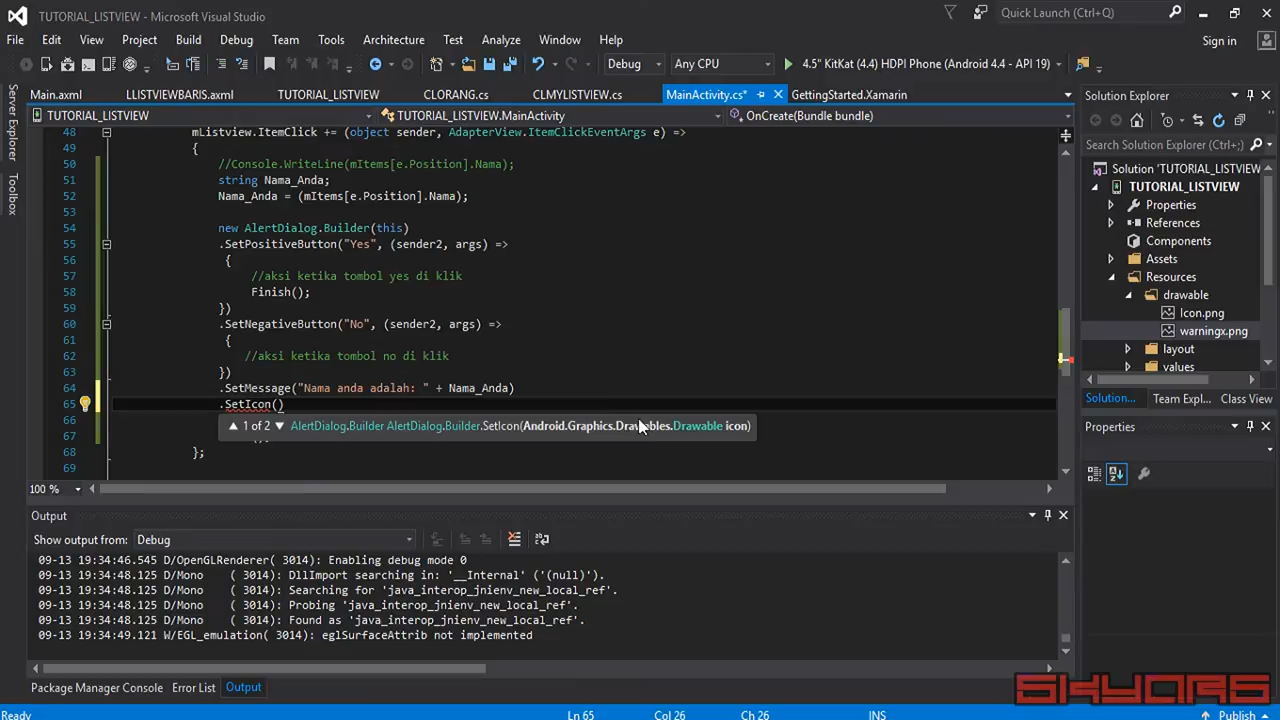 TUTORIAL_LISTVIEW - Microsoft Visual Studio
Quick Launch (Ctrl+Q)
File Edit View Project Build Debug Team Tools Architecture Test Analyze Window Help
Sign in
Debug Any CPU 4.5" KitKat (4.4) HDPI Phone (Android 4.4 - API 19)
Main.axml LLISTVIEWBARIS.axml TUTORIAL_LISTVIEW CLORANG.cs CLMYLISTVIEW.cs MainActivity.cs* GettingStarted.Xamarin
TUTORIAL_LISTVIEW TUTORIAL_LISTVIEW.MainActivity OnCreate(Bundle bundle)
Server Explorer
Toolbox
48 mListview.ItemClick += (object sender, AdapterView.ItemClickEventArgs e) =>
49 {
50 //Console.WriteLine(mItems[e.Position].Nama);
51 string Nama_Anda;
52 Nama_Anda = (mItems[e.Position].Nama);
53
54 new AlertDialog.Builder(this)
55 .SetPositiveButton("Yes", (sender2, args) =>
56 {
57 //aksi ketika tombol yes di klik
58 Finish();
59 })
60 .SetNegativeButton("No", (sender2, args) =>
61 {
62 //aksi ketika tombol no di klik
63 })
64 .SetMessage("Nama anda adalah: " + Nama_Anda)
65 .SetIcon()
66 ▲ 1 of 2 ▼ AlertDialog.Builder AlertDialog.Builder.SetIcon(Android.Graphics.Drawables.Drawable icon)
67
68 };
69
100 %
Output
Show output from: Debug
09-13 19:34:46.545 D/OpenGLRenderer( 3014): Enabling debug mode 0
09-13 19:34:48.125 D/Mono ( 3014): DllImport searching in: '__Internal' ('(null)').
09-13 19:34:48.125 D/Mono ( 3014): Searching for 'java_interop_jnienv_new_local_ref'.
09-13 19:34:48.125 D/Mono ( 3014): Probing 'java_interop_jnienv_new_local_ref'.
09-13 19:34:48.125 D/Mono ( 3014): Found as 'java_interop_jnienv_new_local_ref'.
09-13 19:34:49.121 W/EGL_emulation( 3014): eglSurfaceAttrib not implemented
Package Manager Console Error List Output
Solution Explorer
Search Solution Explorer (Ctrl+;)
Solution 'TUTORIAL_LISTVIEW'
TUTORIAL_LISTVIEW
Properties
References
Components
Assets
Resources
drawable
Icon.png
warningx.png
layout
values
Solution... Team Expl... Class View
Properties
SKYORG
Ready Ln 65 Col 26 Ch 26 INS Publish